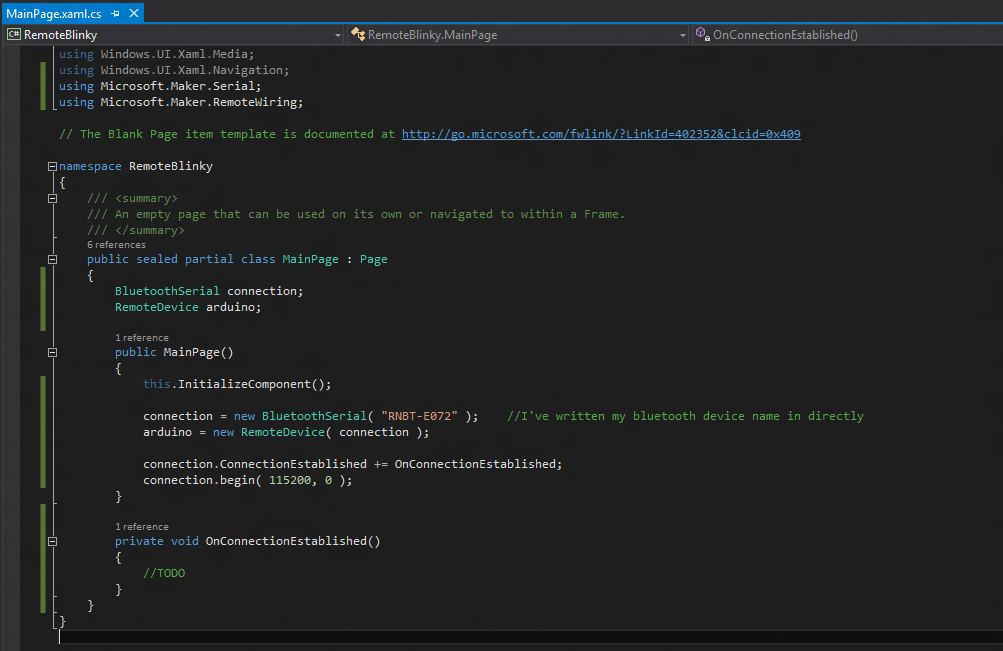 MainPage.xaml.cs
RemoteBlinky RemoteBlinky.MainPage OnConnectionEstablished()
using Windows.UI.Xaml.Media;
using Windows.UI.Xaml.Navigation;
using Microsoft.Maker.Serial;
using Microsoft.Maker.RemoteWiring;
// The Blank Page item template is documented at http://go.microsoft.com/fwlink/?LinkId=402352&clcid=0x409
namespace RemoteBlinky
{
/// <summary>
/// An empty page that can be used on its own or navigated to within a Frame.
/// </summary>
6 references
public sealed partial class MainPage : Page
{
BluetoothSerial connection;
RemoteDevice arduino;
1 reference
public MainPage()
{
this.InitializeComponent();
connection = new BluetoothSerial( "RNBT-E072" ); //I've written my bluetooth device name in directly
arduino = new RemoteDevice( connection );
connection.ConnectionEstablished += OnConnectionEstablished;
connection.begin( 115200, 0 );
}
1 reference
private void OnConnectionEstablished()
{
//TODO
}
}
}